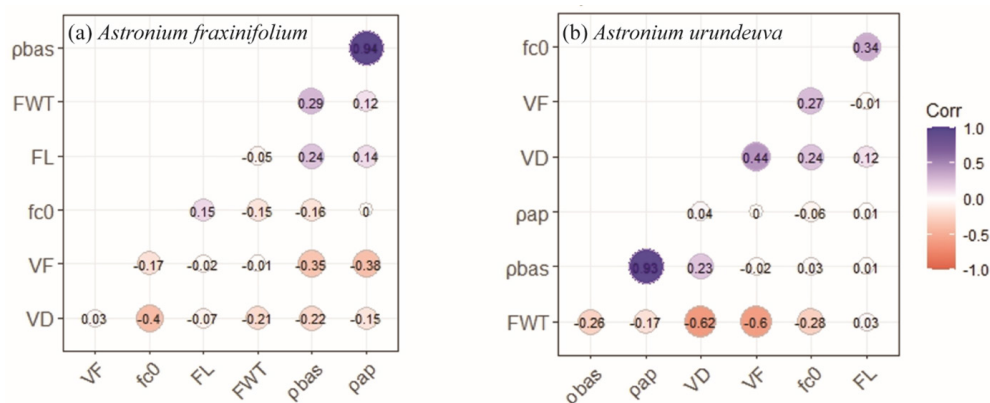 (a) Astronium fraxinifolium
ρbas 0.94
FWT 0.29 0.12
FL -0.05 0.24 0.14
fc0 0.15 -0.15 -0.16 0
VF -0.17 -0.02 -0.01 -0.35 -0.38
VD 0.03 -0.4 -0.07 -0.21 -0.22 -0.15
VF fc0 FL FWT ρbas ρap
(b) Astronium urundeuva
fc0 0.34
VF 0.27 -0.01
VD 0.44 0.24 0.12
ρap 0.04 0 -0.06 0.01
ρbas 0.93 0.23 -0.02 0.03 0.01
FWT -0.26 -0.17 -0.62 -0.6 -0.28 0.03
ρbas ρap VD VF fc0 FL
Corr
1.0
0.5
0.0
-0.5
-1.0